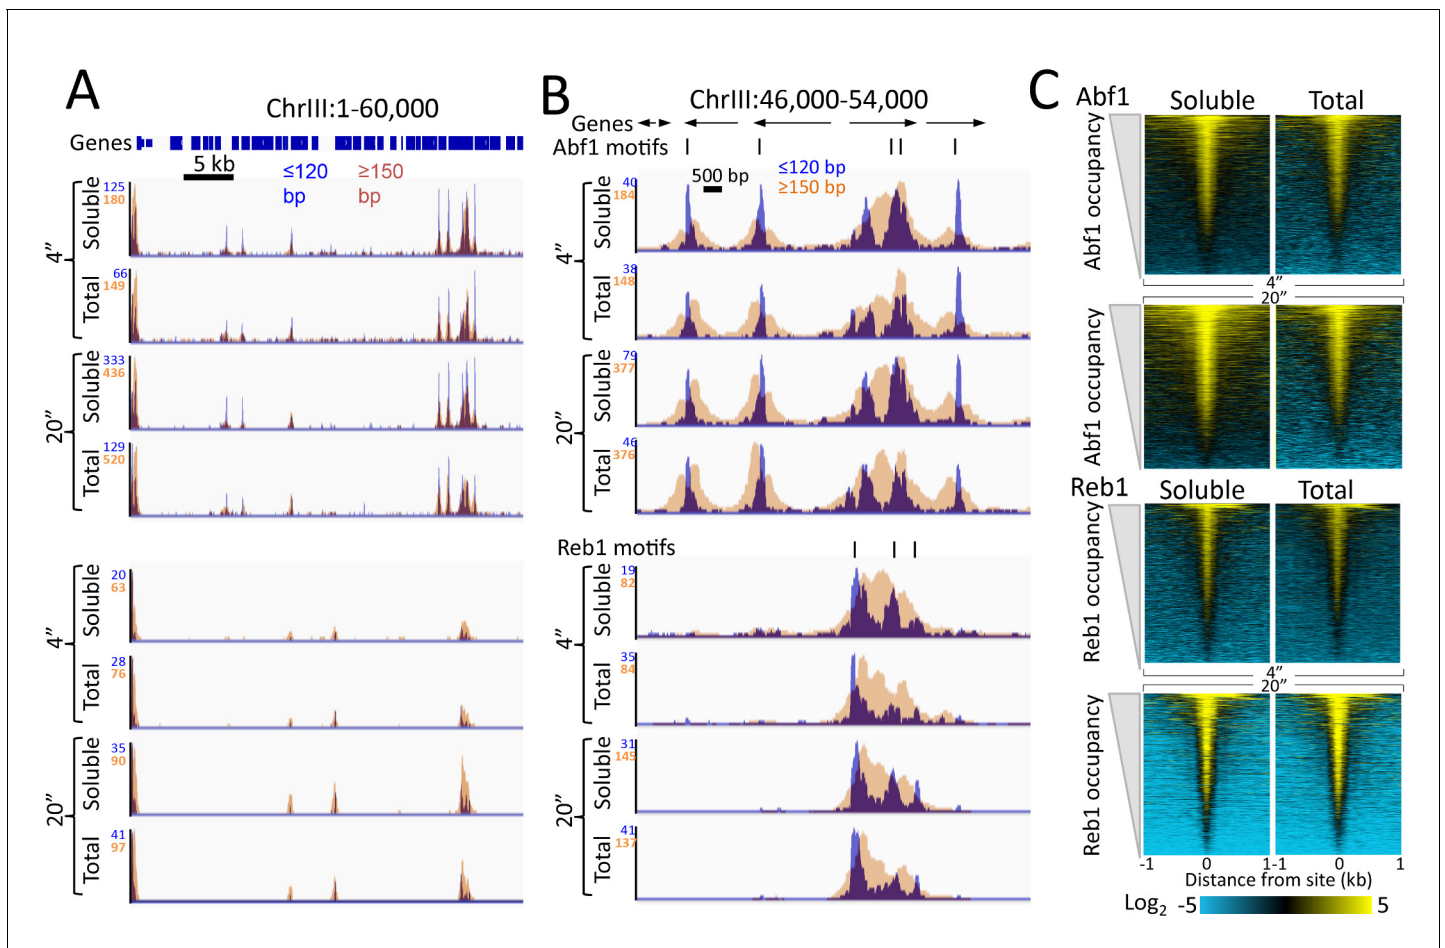 A
ChrIII:1-60,000
Genes
5 kb
≤120
bp
≥150
bp
4”
Soluble
125
180
Total
66
149
20”
Soluble
333
436
Total
129
520
4”
Soluble
20
63
Total
28
76
20”
Soluble
35
90
Total
41
97
B
ChrIII:46,000-54,000
Genes
Abf1 motifs
500 bp
≤120 bp
≥150 bp
4”
Soluble
40
184
Total
38
148
20”
Soluble
79
377
Total
46
376
Reb1 motifs
4”
Soluble
19
82
Total
35
84
20”
Soluble
31
145
Total
41
137
C
Abf1
Soluble
Total
Abf1 occupancy
4”
20”
Abf1 occupancy
Reb1
Soluble
Total
Reb1 occupancy
4”
20”
Reb1 occupancy
-1 0 1 -1 0 1
Distance from site (kb)
Log2 -5 5